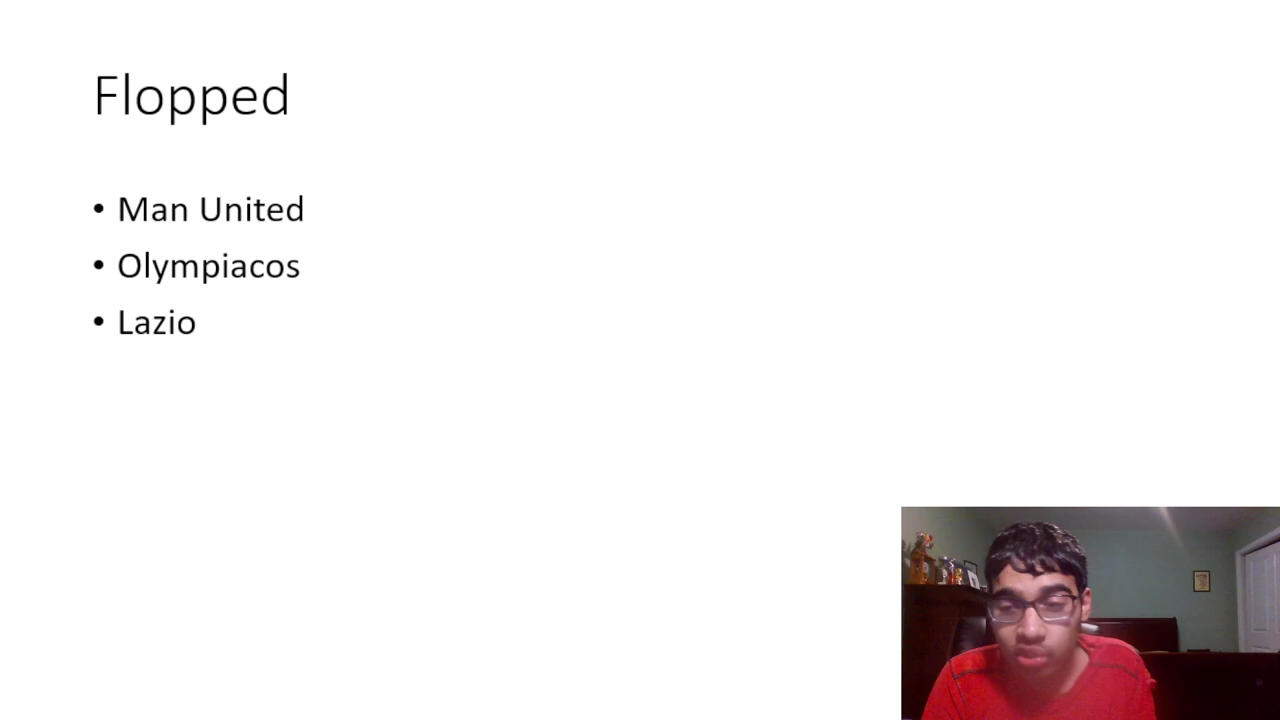 Flopped
• Man United
• Olympiacos
• Lazio